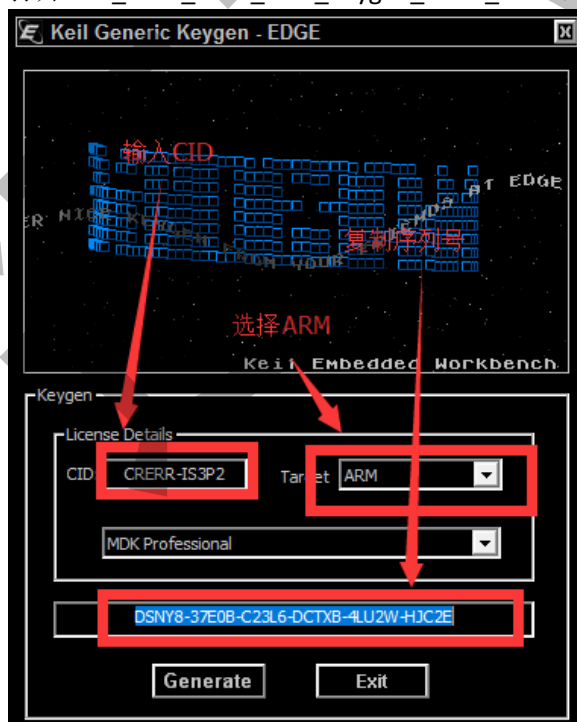 Keil Generic Keygen - EDGE
输入CID
AT EDGE
复制序列号
选择ARM
Keil Embedded Workbench
Keygen
License Details
CID CRERR-IS3P2 Target ARM
MDK Professional
DSNY8-37E0B-C23L6-DCTXB-4LU2W-HJC2E
Generate Exit